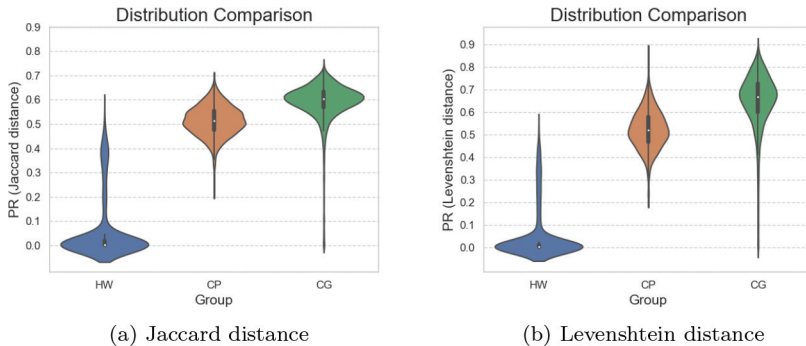 Distribution Comparison
PR (Jaccard distance)
0.9
0.8
0.7
0.6
0.5
0.4
0.3
0.2
0.1
0.0
HW CP CG
Group
(a) Jaccard distance
Distribution Comparison
PR (Levenshtein distance)
0.9
0.8
0.7
0.6
0.5
0.4
0.3
0.2
0.1
0.0
HW CP CG
Group
(b) Levenshtein distance